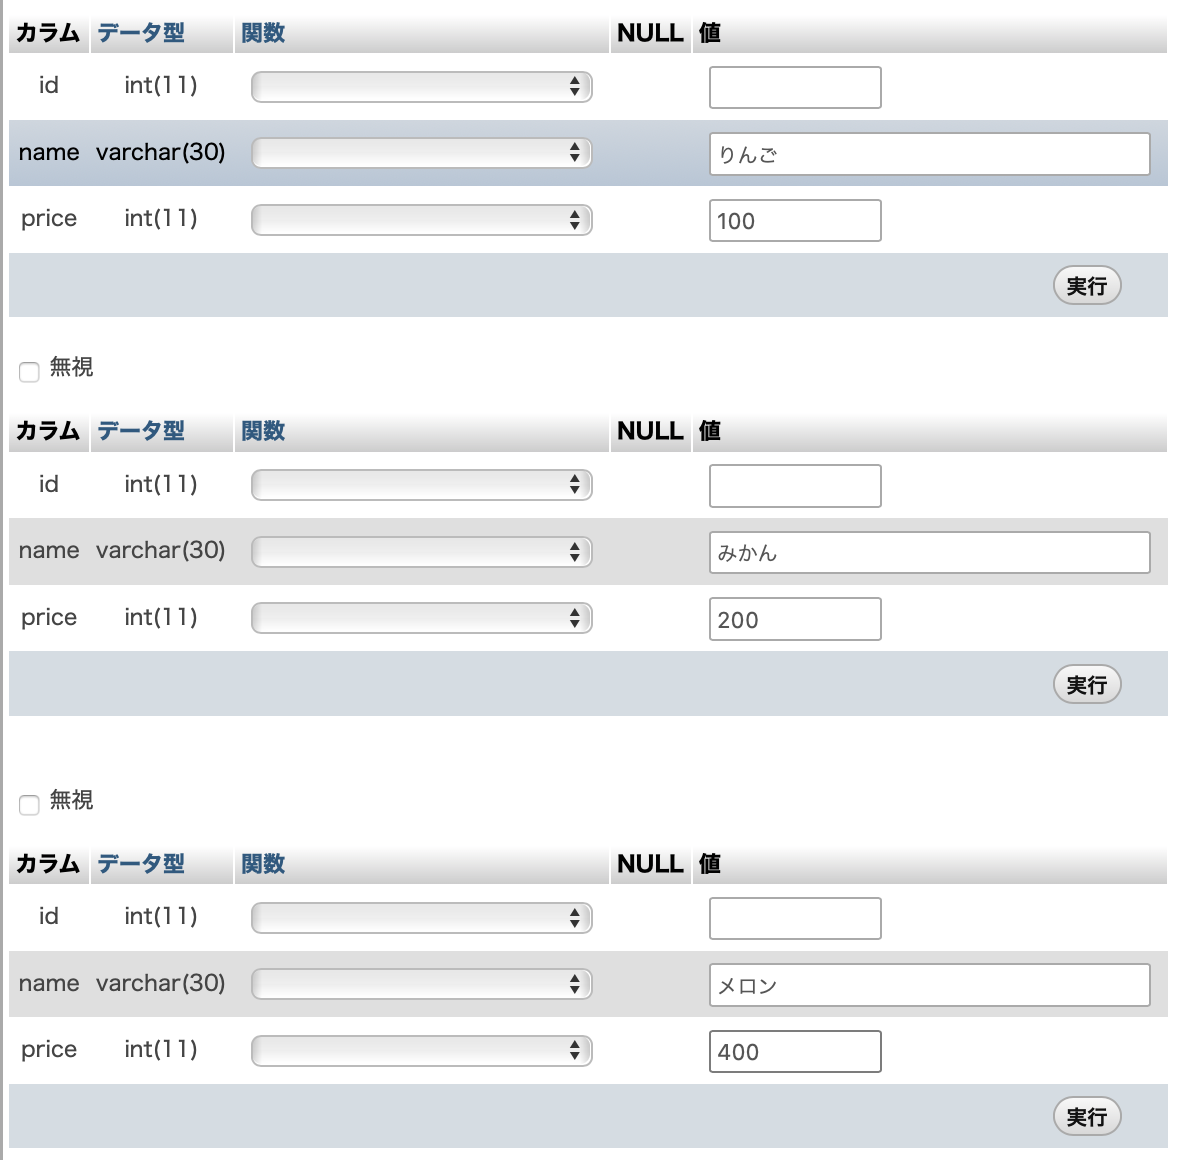 カラム データ型 関数 NULL 値
id int(11)
name varchar(30) りんご
price int(11) 100
実行
無視
カラム データ型 関数 NULL 値
id int(11)
name varchar(30) みかん
price int(11) 200
実行
無視
カラム データ型 関数 NULL 値
id int(11)
name varchar(30) メロン
price int(11) 400
実行